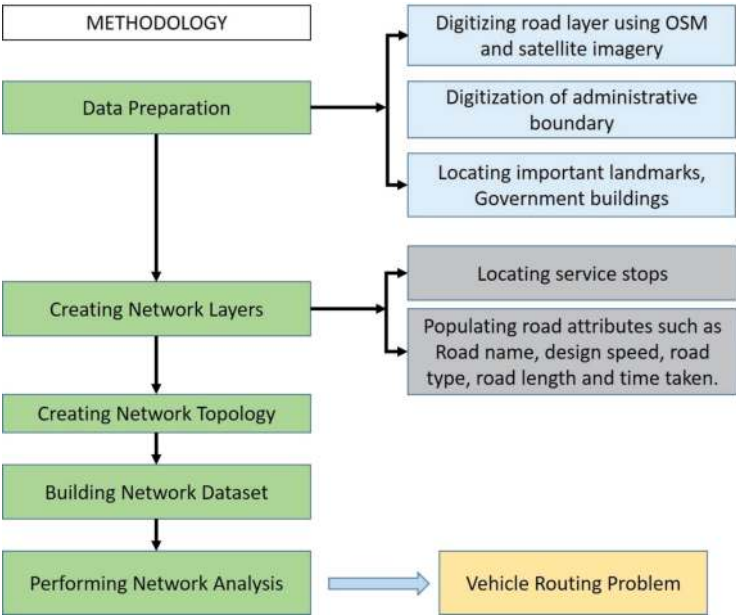 METHODOLOGY
Data Preparation
Digitizing road layer using OSM
and satellite imagery
Digitization of administrative
boundary
Locating important landmarks,
Government buildings
Creating Network Layers
Locating service stops
Populating road attributes such as
Road name, design speed, road
type, road length and time taken.
Creating Network Topology
Building Network Dataset
Performing Network Analysis
Vehicle Routing Problem